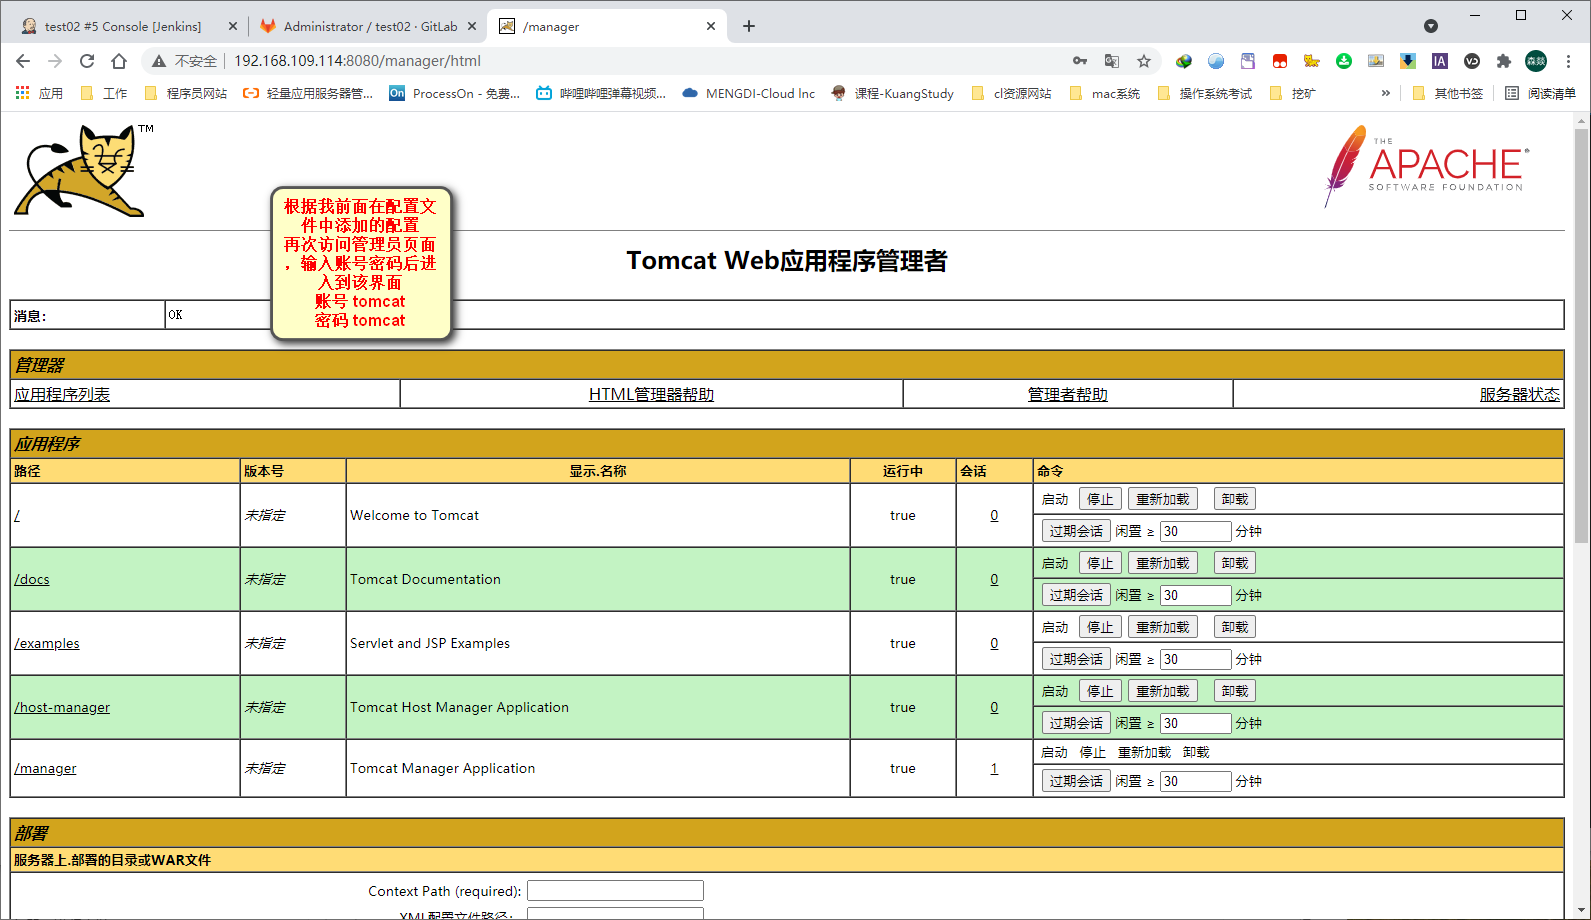 test02 #5 Console [Jenkins]
Administrator / test02 · GitLab
/manager
不安全
192.168.109.114:8080/manager/html
应用
工作
程序员网站
轻量应用服务器管...
ProcessOn - 免费...
哔哩哔哩弹幕视频...
MENGDI-Cloud Inc
课程-KuangStudy
cl资源网站
mac系统
操作系统考试
挖矿
»
其他书签
阅读清单
TM
THE
APACHE®
SOFTWARE FOUNDATION
根据我前面在配置文
件中添加的配置
再次访问管理员页面
，输入账号密码后进
入到该界面
账号 tomcat
密码 tomcat
Tomcat Web应用程序管理者
消息: OK
管理器
应用程序列表 HTML管理器帮助 管理者帮助 服务器状态
应用程序
路径 版本号 显示.名称 运行中 会话 命令
/ 未指定 Welcome to Tomcat true 0 启动 停止 重新加载 卸载
过期会话 闲置 ≥ 30 分钟
/docs 未指定 Tomcat Documentation true 0 启动 停止 重新加载 卸载
过期会话 闲置 ≥ 30 分钟
/examples 未指定 Servlet and JSP Examples true 0 启动 停止 重新加载 卸载
过期会话 闲置 ≥ 30 分钟
/host-manager 未指定 Tomcat Host Manager Application true 0 启动 停止 重新加载 卸载
过期会话 闲置 ≥ 30 分钟
/manager 未指定 Tomcat Manager Application true 1 启动 停止 重新加载 卸载
过期会话 闲置 ≥ 30 分钟
部署
服务器上.部署的目录或WAR文件
Context Path (required):
XML配置文件路径: